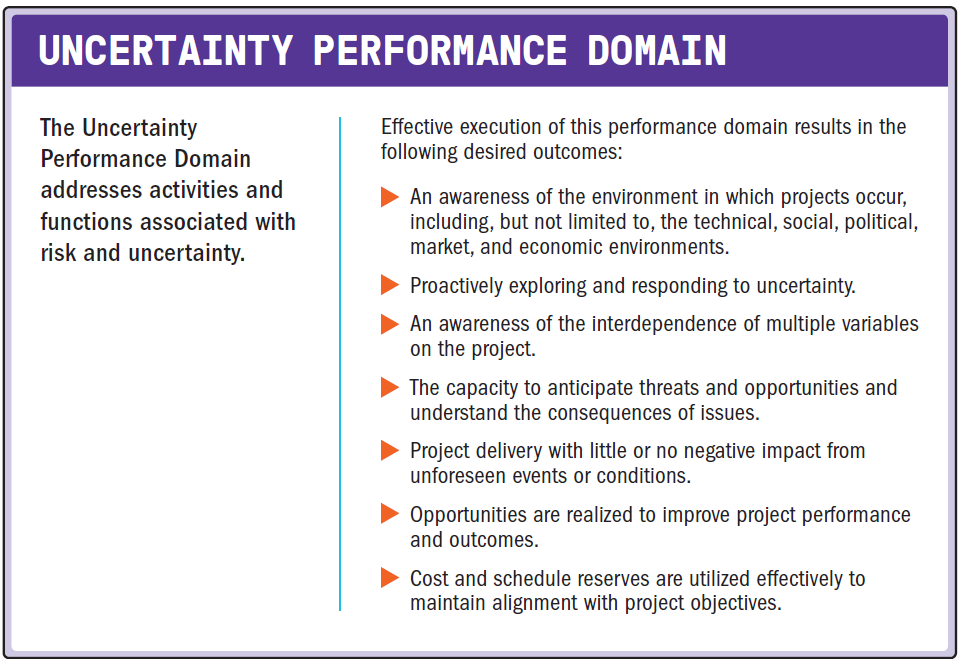 UNCERTAINTY PERFORMANCE DOMAIN
The Uncertainty
Performance Domain
addresses activities and
functions associated with
risk and uncertainty.
Effective execution of this performance domain results in the
following desired outcomes:
An awareness of the environment in which projects occur,
including, but not limited to, the technical, social, political,
market, and economic environments.
Proactively exploring and responding to uncertainty.
An awareness of the interdependence of multiple variables
on the project.
The capacity to anticipate threats and opportunities and
understand the consequences of issues.
Project delivery with little or no negative impact from
unforeseen events or conditions.
Opportunities are realized to improve project performance
and outcomes.
Cost and schedule reserves are utilized effectively to
maintain alignment with project objectives.